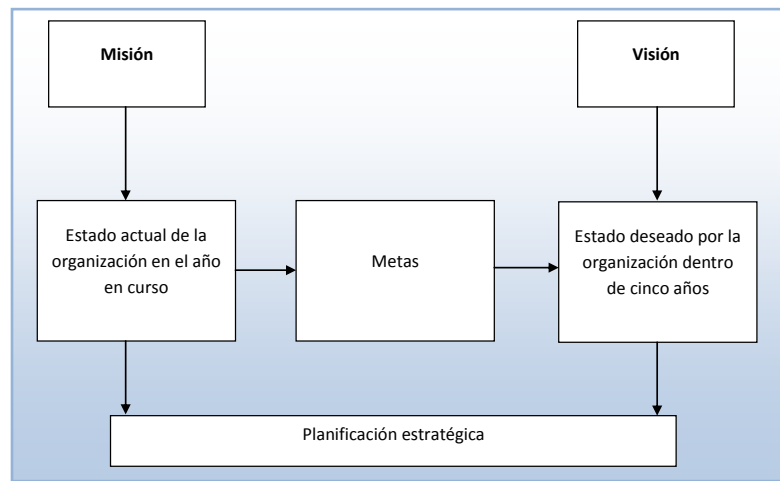 Misión
Visión
Estado actual de la
organización en el año
en curso
Metas
Estado deseado por la
organización dentro
de cinco años
Planificación estratégica